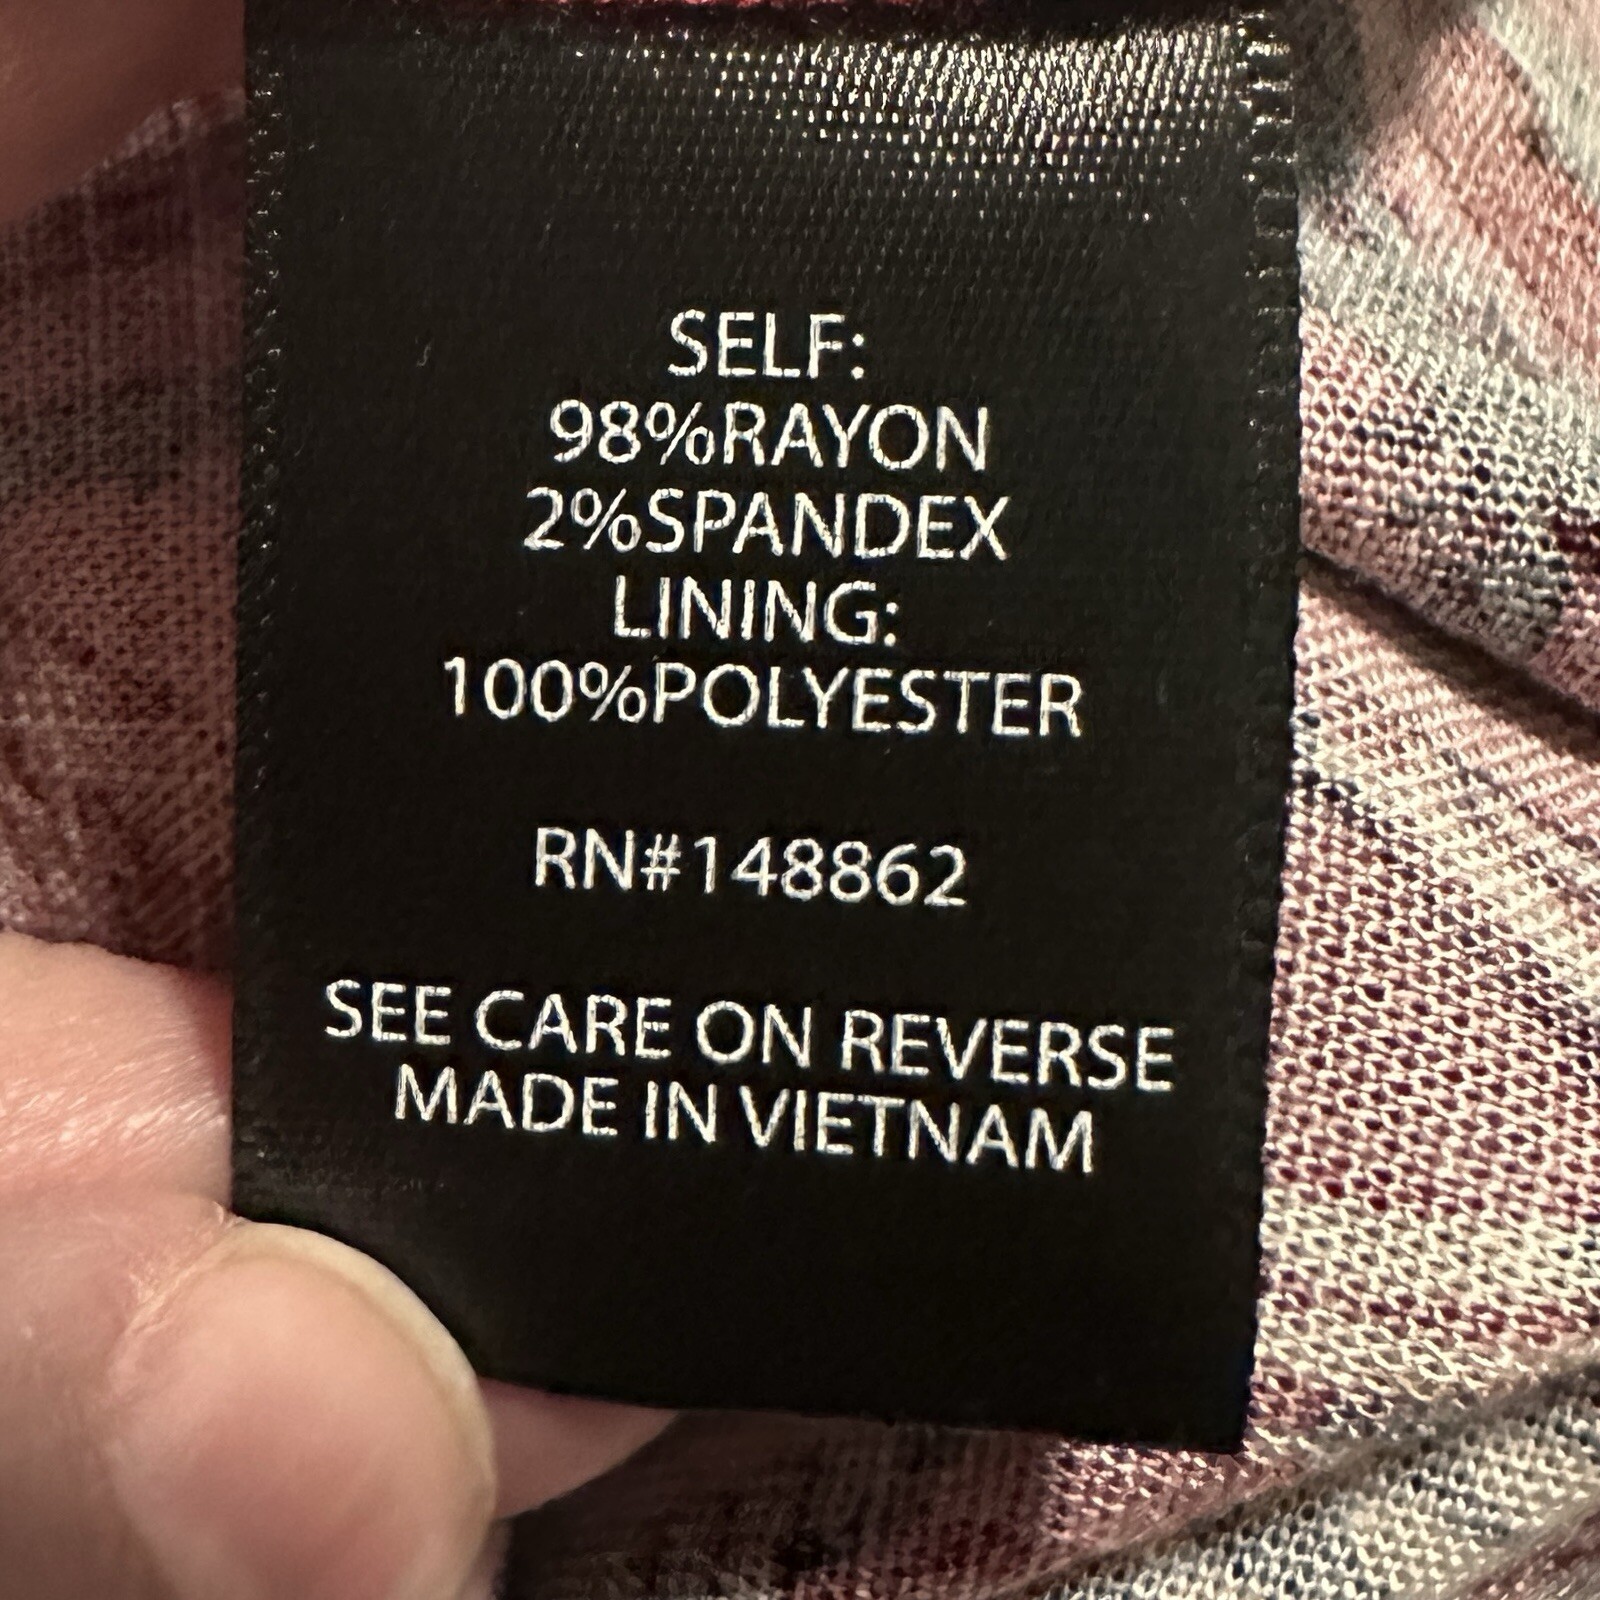 SELF:
98%RAYON
2%SPANDEX
LINING:
100%POLYESTER
RN#148862
SEE CARE ON REVERSE
MADE IN VIETNAM